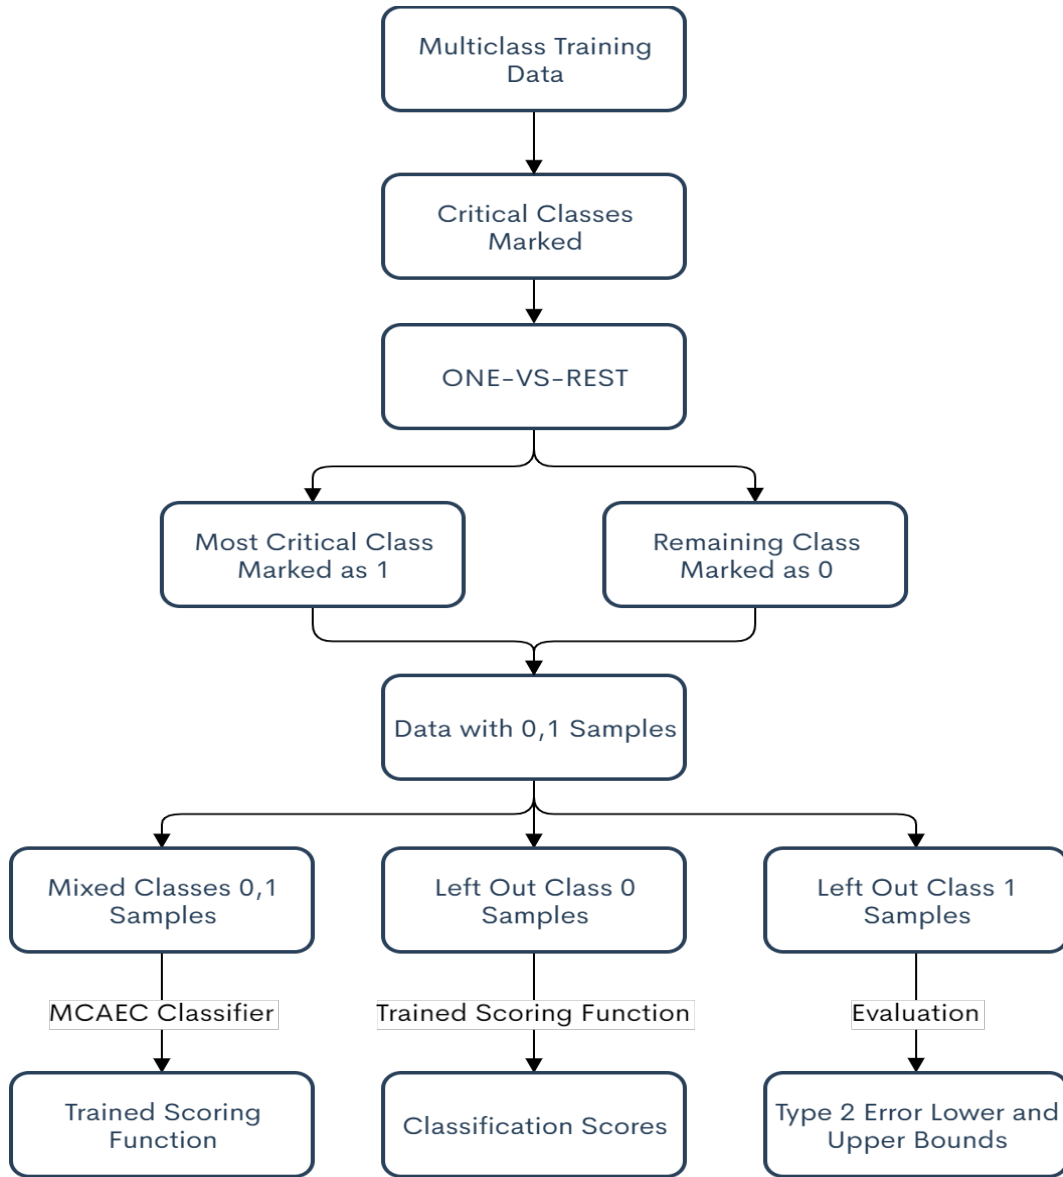 Multiclass Training
Data
Critical Classes
Marked
ONE-VS-REST
Most Critical Class
Marked as 1
Remaining Class
Marked as 0
Data with 0,1 Samples
Mixed Classes 0,1
Samples
Left Out Class 0
Samples
Left Out Class 1
Samples
MCAEC Classifier
Trained Scoring Function
Evaluation
Trained Scoring
Function
Classification Scores
Type 2 Error Lower and
Upper Bounds